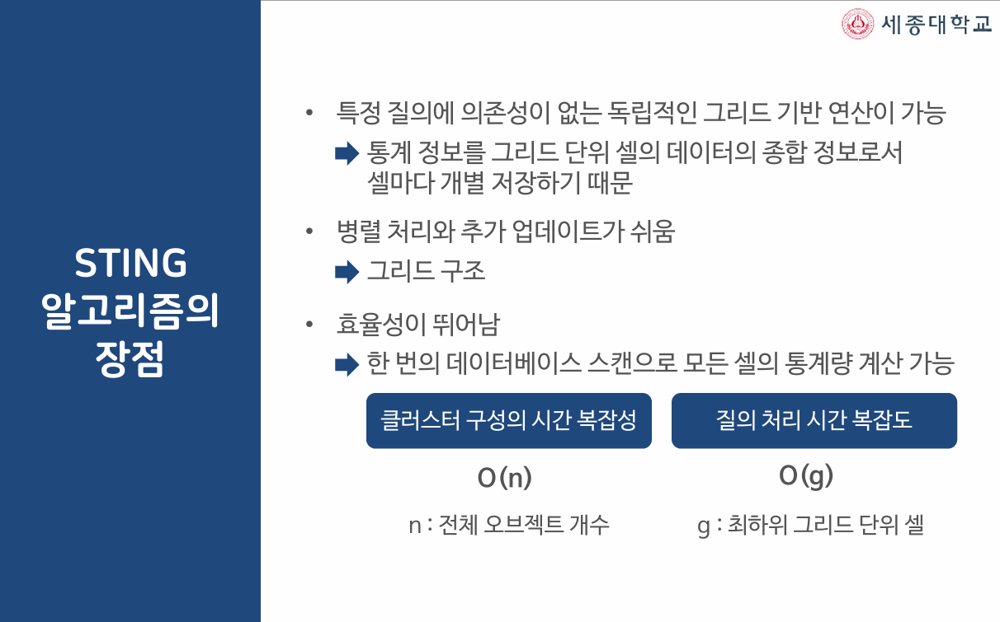 세종대학교
STING
알고리즘의
장점
• 특정 질의에 의존성이 없는 독립적인 그리드 기반 연산이 가능
통계 정보를 그리드 단위 셀의 데이터의 종합 정보로서
셀마다 개별 저장하기 때문
• 병렬 처리와 추가 업데이트가 쉬움
그리드 구조
• 효율성이 뛰어남
한 번의 데이터베이스 스캔으로 모든 셀의 통계량 계산 가능
클러스터 구성의 시간 복잡성
질의 처리 시간 복잡도
O(n)
O(g)
n : 전체 오브젝트 개수
g : 최하위 그리드 단위 셀